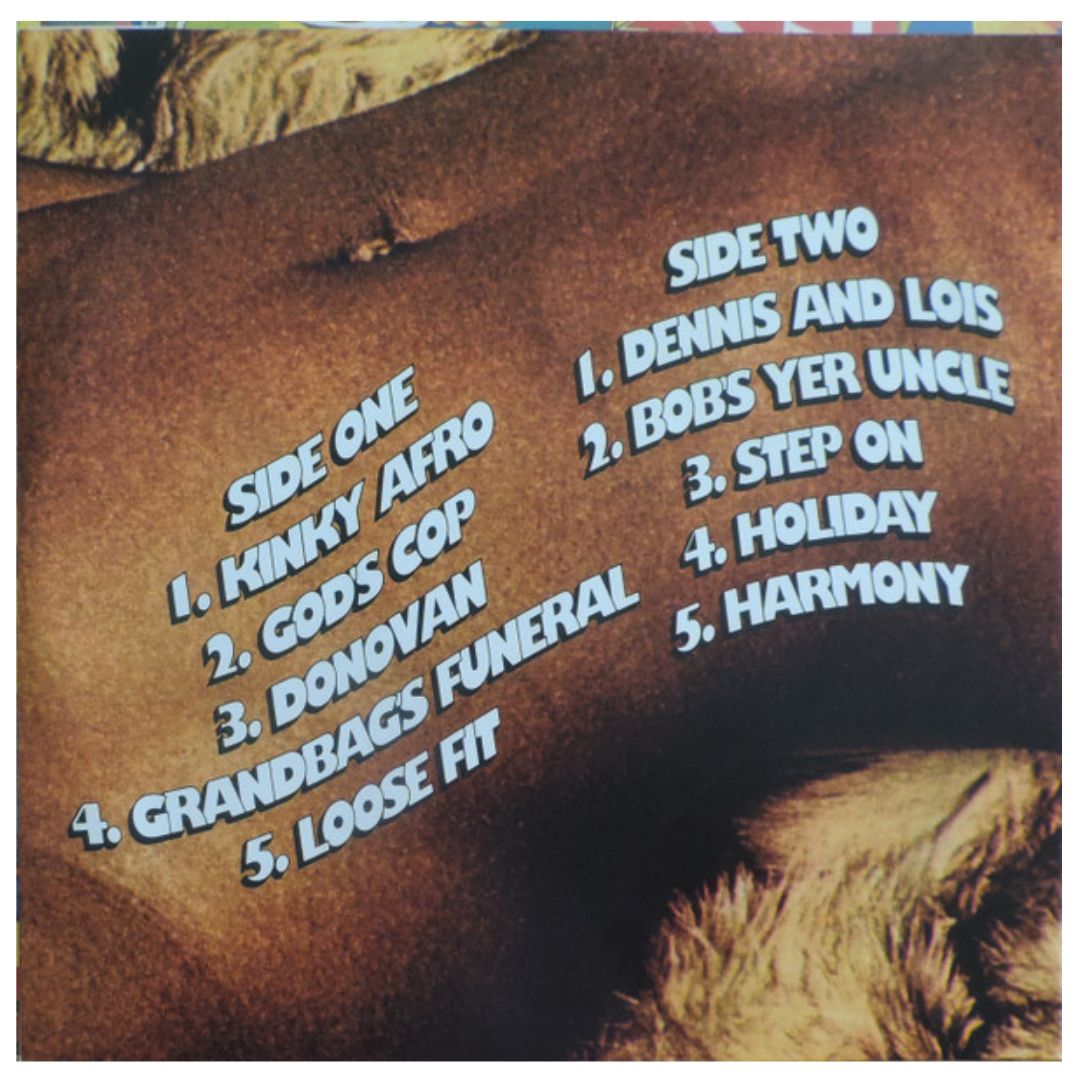 SIDE ONE
1. KINKY AFRO
2. GOD'S COP
3. DONOVAN
4. GRANDBAG'S FUNERAL
5. LOOSE FIT
SIDE TWO
1. DENNIS AND LOIS
2. BOB'S YER UNCLE
3. STEP ON
4. HOLIDAY
5. HARMONY